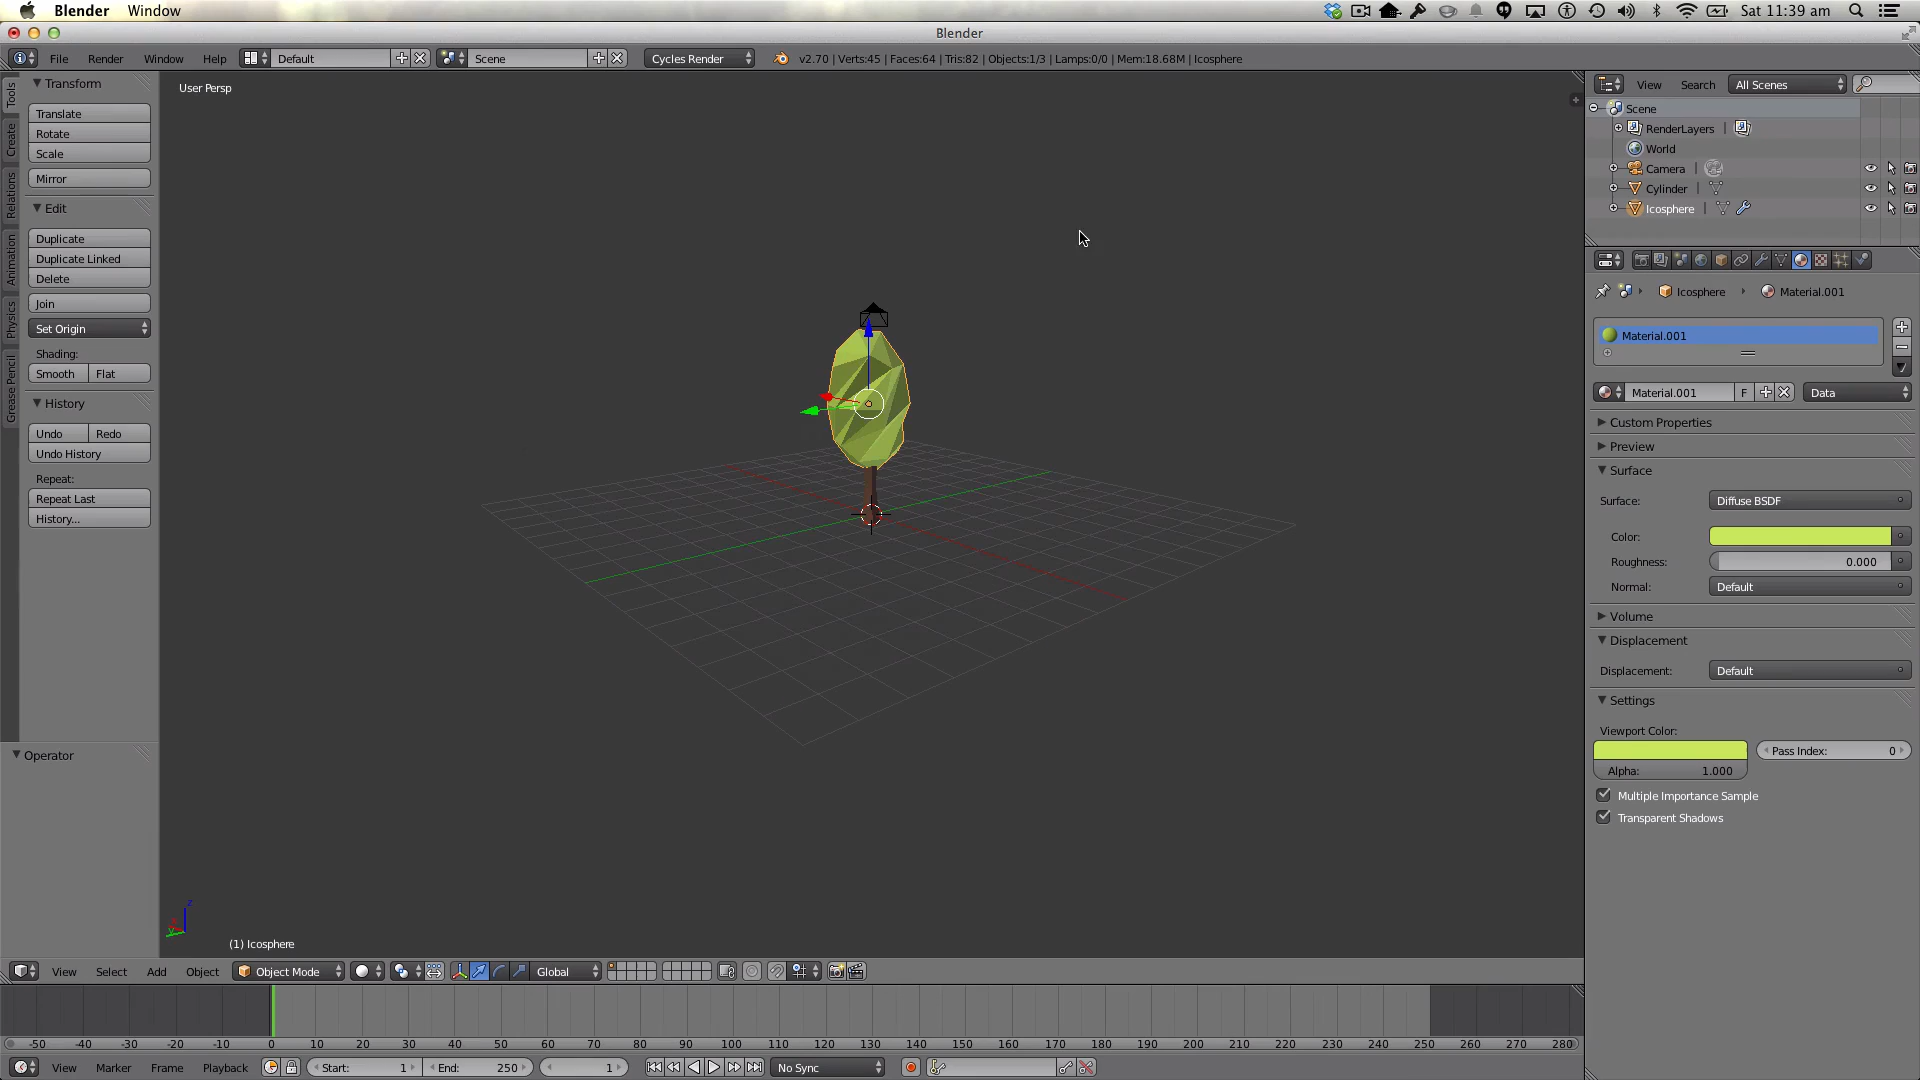 Blender Window Sat 11:39 am
Blender
File Render Window Help Default Scene Cycles Render v2.70 | Verts:45 | Faces:64 | Tris:82 | Objects:1/3 | Lamps:0/0 | Mem:18.68M | Icosphere
Tools
Create
Relations
Animation
Physics
Grease Pencil
Transform
Translate
Rotate
Scale
Mirror
Edit
Duplicate
Duplicate Linked
Delete
Join
Set Origin
Shading:
Smooth Flat
History
Undo Redo
Undo History
Repeat:
Repeat Last
History...
Operator
User Persp
(1) Icosphere
View Search All Scenes
Scene
RenderLayers
World
Camera
Cylinder
Icosphere
Icosphere Material.001
Material.001
Material.001 F Data
Custom Properties
Preview
Surface
Surface: Diffuse BSDF
Color:
Roughness: 0.000
Normal: Default
Volume
Displacement
Displacement: Default
Settings
Viewport Color:
Pass Index: 0
Alpha: 1.000
Multiple Importance Sample
Transparent Shadows
View Select Add Object Object Mode Global
-50 -40 -30 -20 -10 0 10 20 30 40 50 60 70 80 90 100 110 120 130 140 150 160 170 180 190 200 210 220 230 240 250 260 270 280
View Marker Frame Playback Start: 1 End: 250 1 No Sync